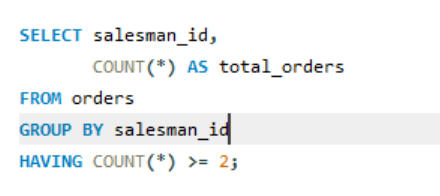 SELECT salesman_id,
COUNT(*) AS total_orders
FROM orders
GROUP BY salesman_id
HAVING COUNT(*) >= 2;